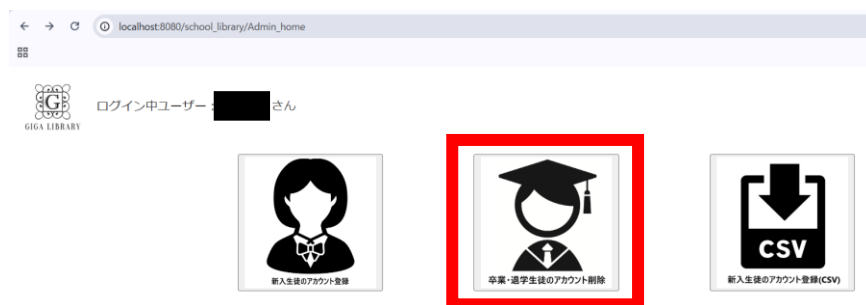 localhost:8080/school_library/Admin_home
G
GIGA LIBRARY
ログイン中ユーザー : さん
新入生徒のアカウント登録
卒業・退学生徒のアカウント削除
CSV
新入生徒のアカウント登録(CSV)